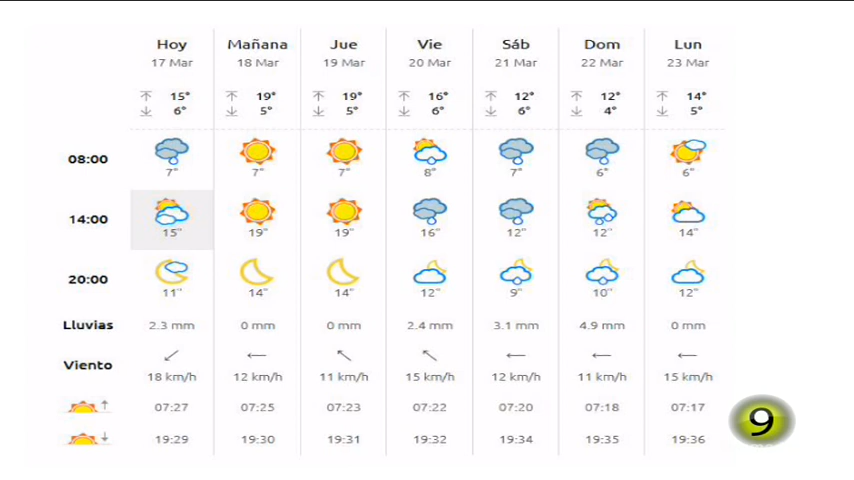 Hoy Mañana Jue Vie Sáb Dom Lun
17 Mar 18 Mar 19 Mar 20 Mar 21 Mar 22 Mar 23 Mar
15° 19° 19° 16° 12° 12° 14°
6° 5° 5° 6° 6° 4° 5°
08:00
7° 7° 7° 8° 7° 6° 6°
14:00
15° 19° 19° 16° 12° 12° 14°
20:00
11° 14° 14° 12° 9° 10° 12°
Lluvias 2.3 mm 0 mm 0 mm 2.4 mm 3.1 mm 4.9 mm 0 mm
Viento
18 km/h 12 km/h 11 km/h 15 km/h 12 km/h 11 km/h 15 km/h
07:27 07:25 07:23 07:22 07:20 07:18 07:17
19:29 19:30 19:31 19:32 19:34 19:35 19:36
9